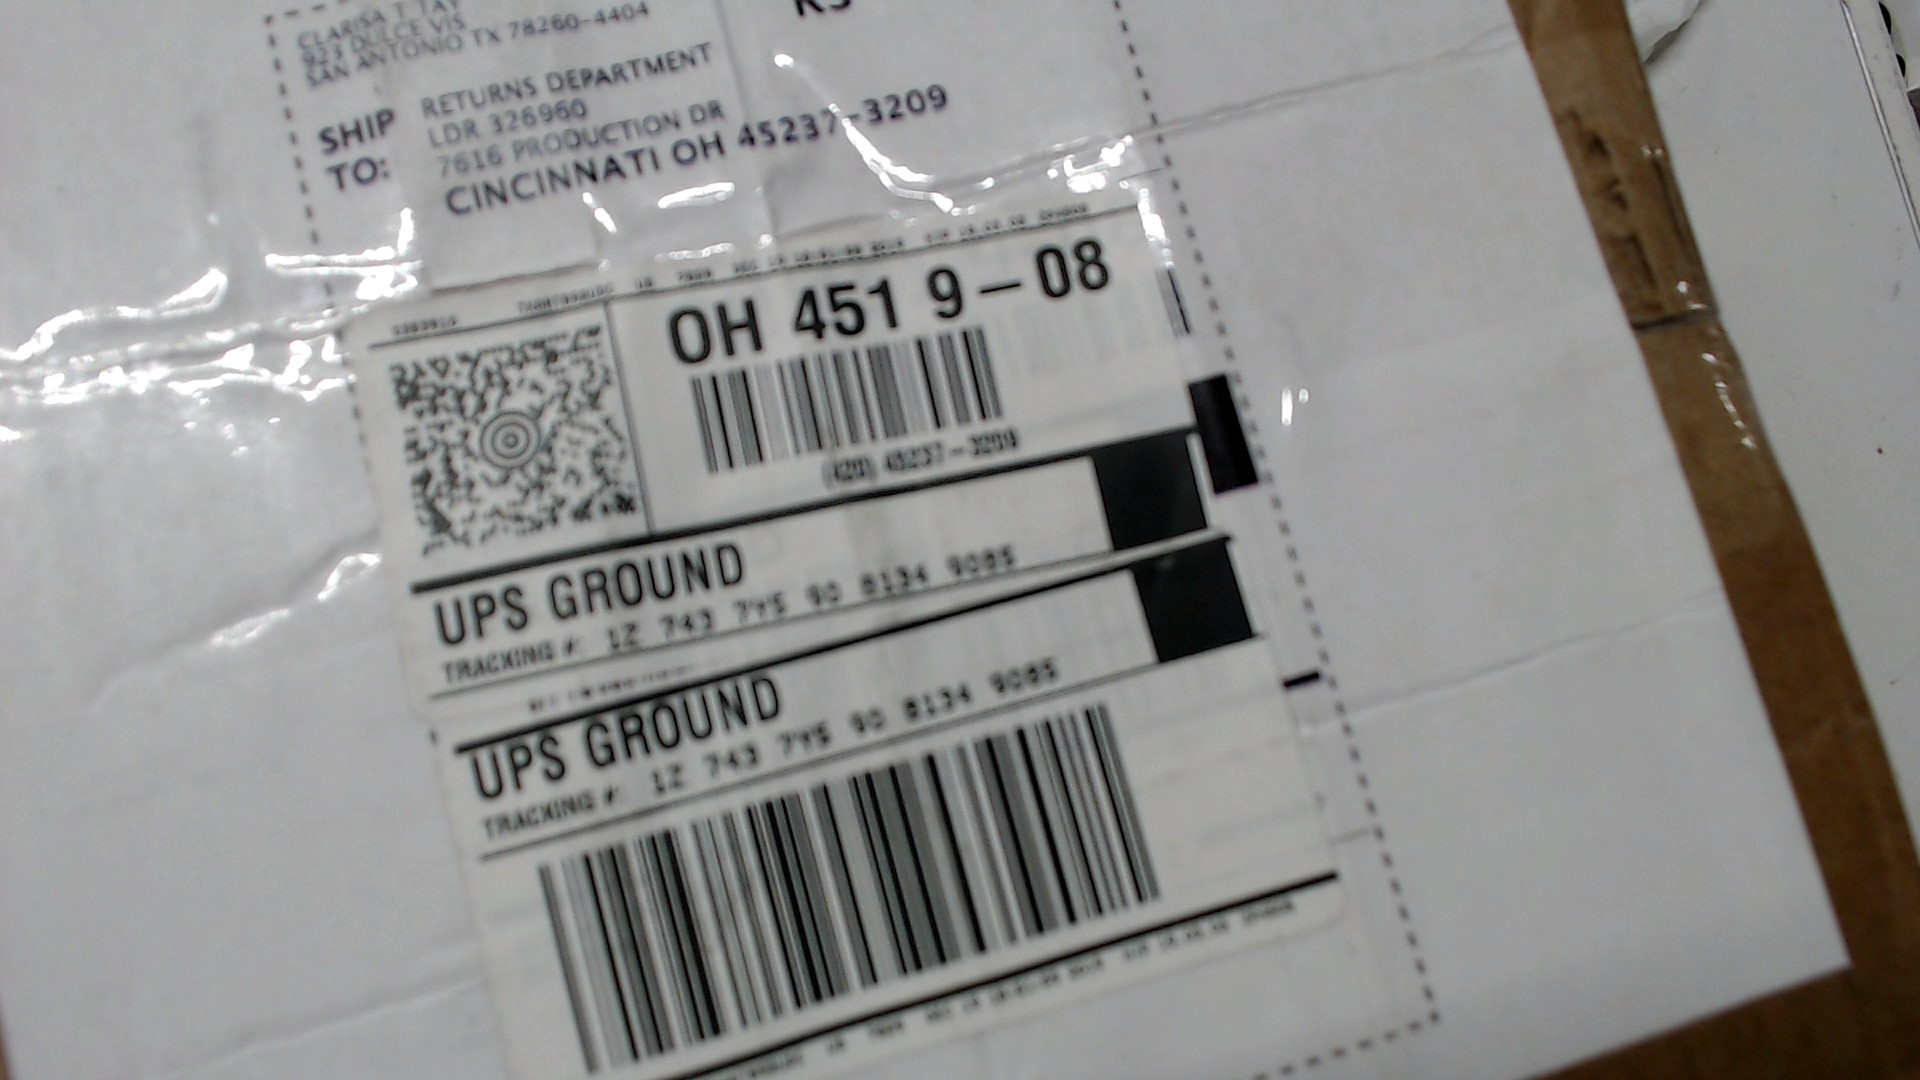 CLARISA T TAY
923 DULCE VIS
SAN ANTONIO TX 78260-4404
SHIP TO:
RETURNS DEPARTMENT
LDR 326960
7616 PRODUCTION DR
CINCINNATI OH 45237-3209
OH 451 9-08
(420) 45237-3209
UPS GROUND
TRACKING #: 1Z 743 7Y5 90 8134 9085
UPS GROUND
TRACKING #: 1Z 743 7Y5 90 8134 9085